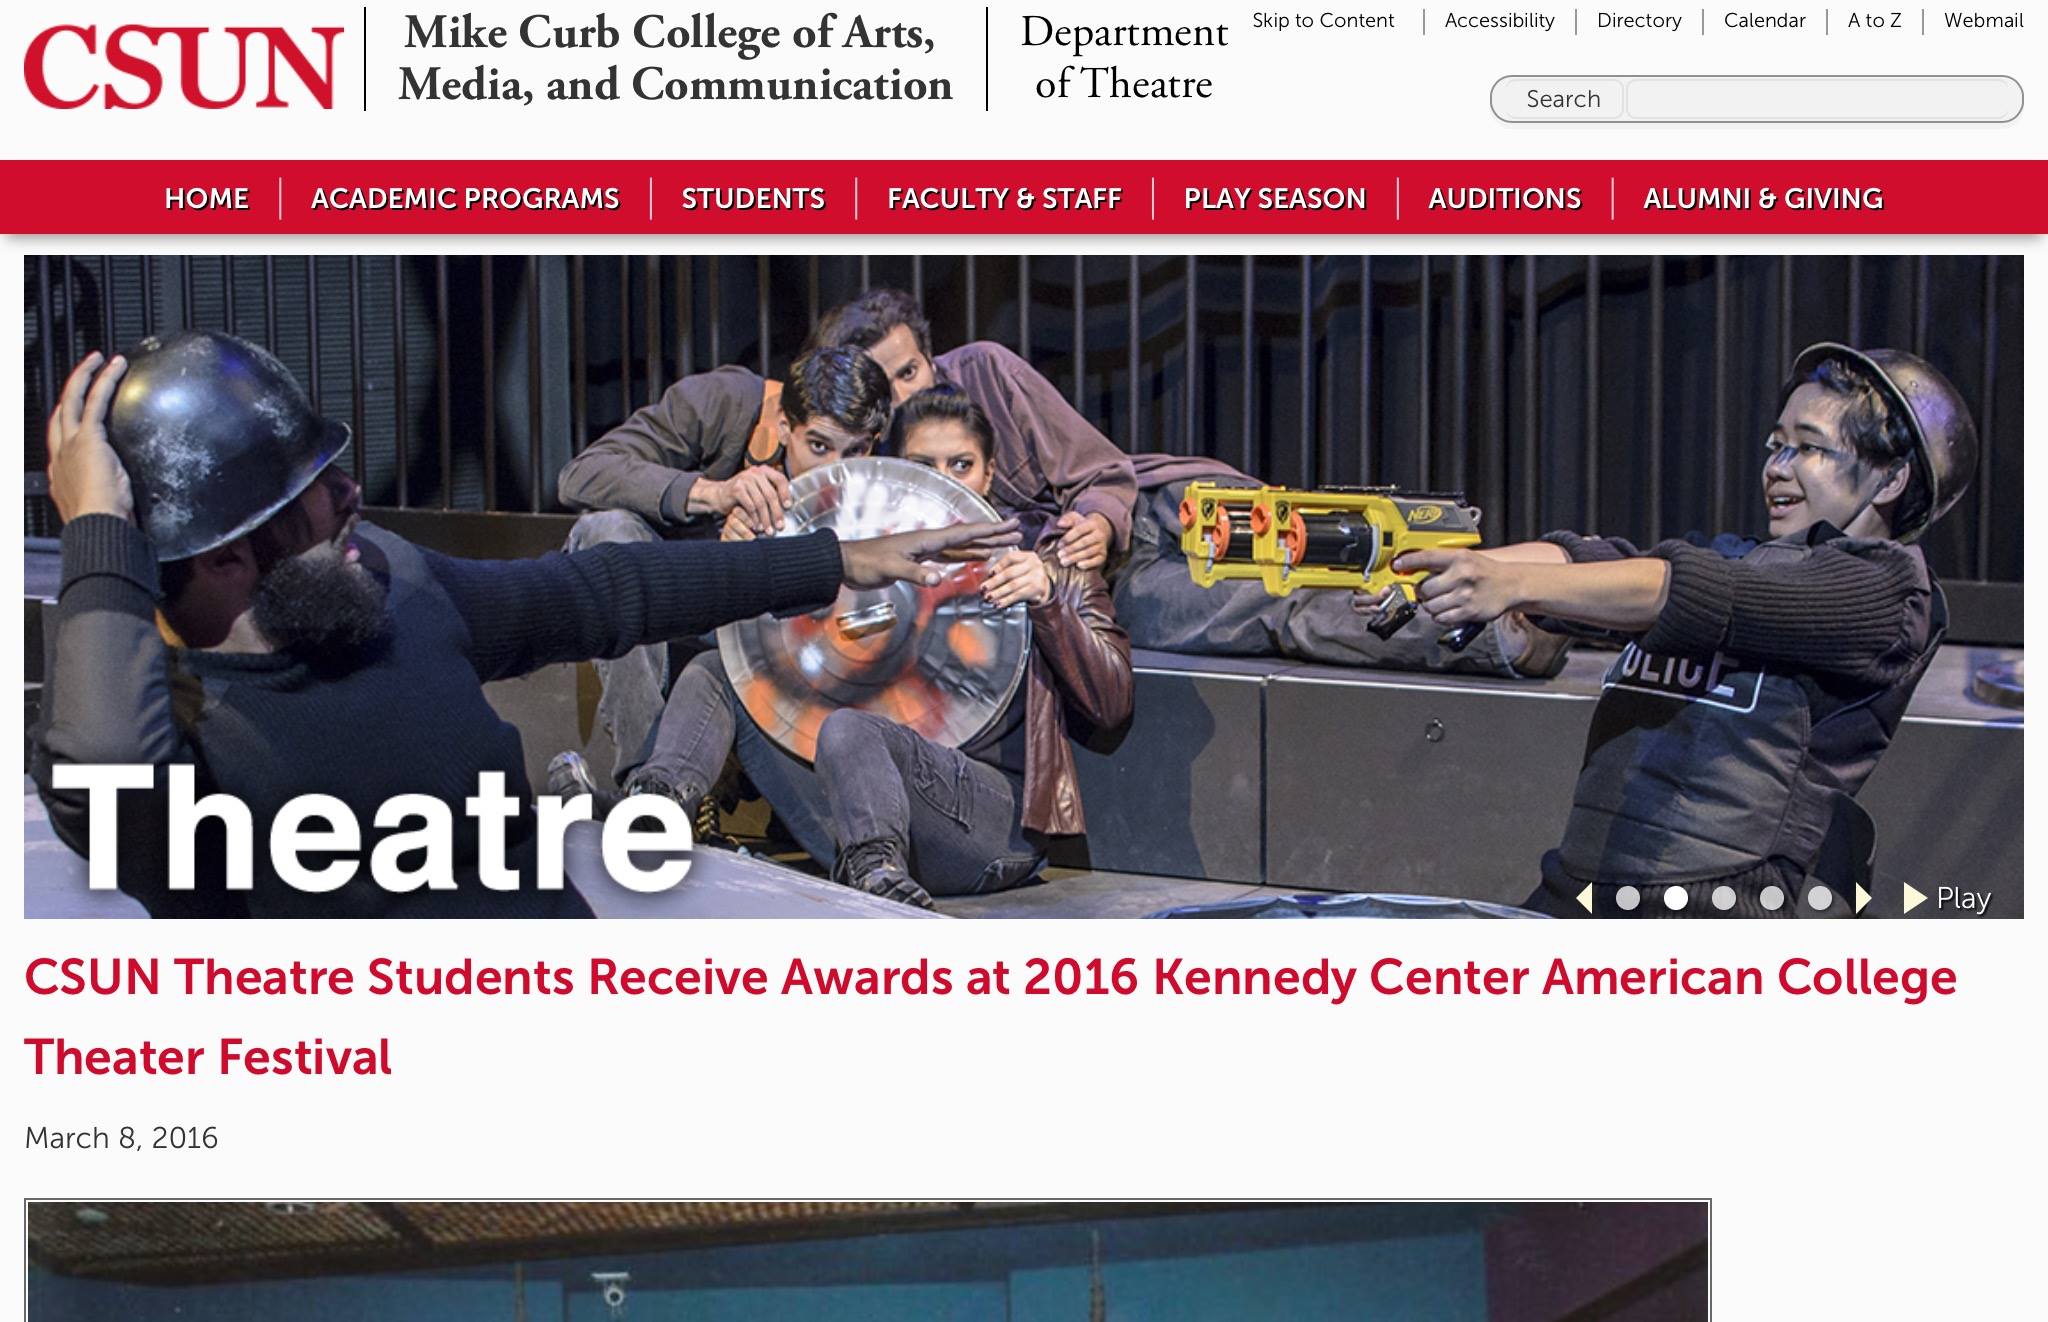 CSUN
Mike Curb College of Arts,
Media, and Communication
Department
of Theatre
Skip to Content
Accessibility
Directory
Calendar
A to Z
Webmail
Search
HOME
ACADEMIC PROGRAMS
STUDENTS
FACULTY & STAFF
PLAY SEASON
AUDITIONS
ALUMNI & GIVING
NERF
POLICE
Theatre
Play
CSUN Theatre Students Receive Awards at 2016 Kennedy Center American College
Theater Festival
March 8, 2016